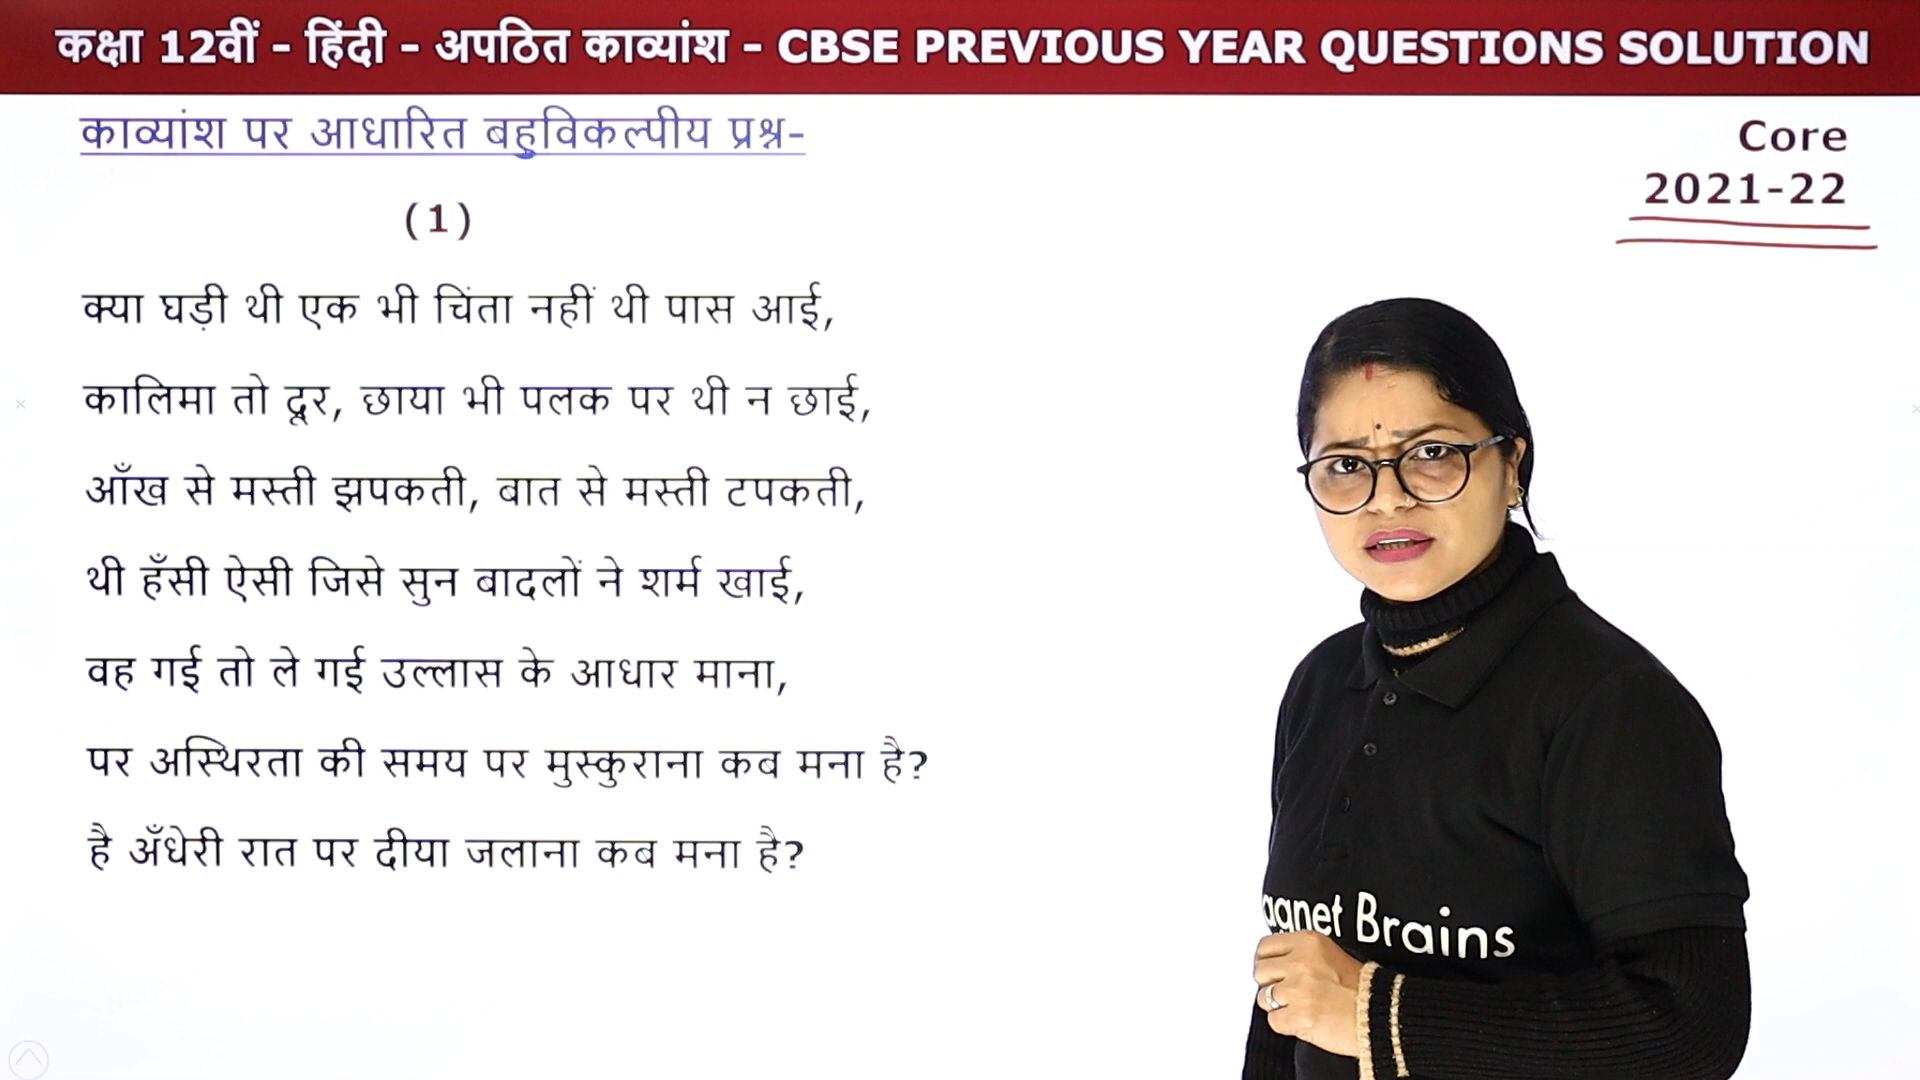 कक्षा 12वीं - हिंदी - अपठित काव्यांश - CBSE PREVIOUS YEAR QUESTIONS SOLUTION
काव्यांश पर आधारित बहुविकल्पीय प्रश्न-
Core
2021-22
(1)
क्या घड़ी थी एक भी चिंता नहीं थी पास आई,
कालिमा तो दूर, छाया भी पलक पर थी न छाई,
आँख से मस्ती झपकती, बात से मस्ती टपकती,
थी हँसी ऐसी जिसे सुन बादलों ने शर्म खाई,
वह गई तो ले गई उल्लास के आधार माना,
पर अस्थिरता की समय पर मुस्कुराना कब मना है?
है अँधेरी रात पर दीया जलाना कब मना है?
agnet Brains